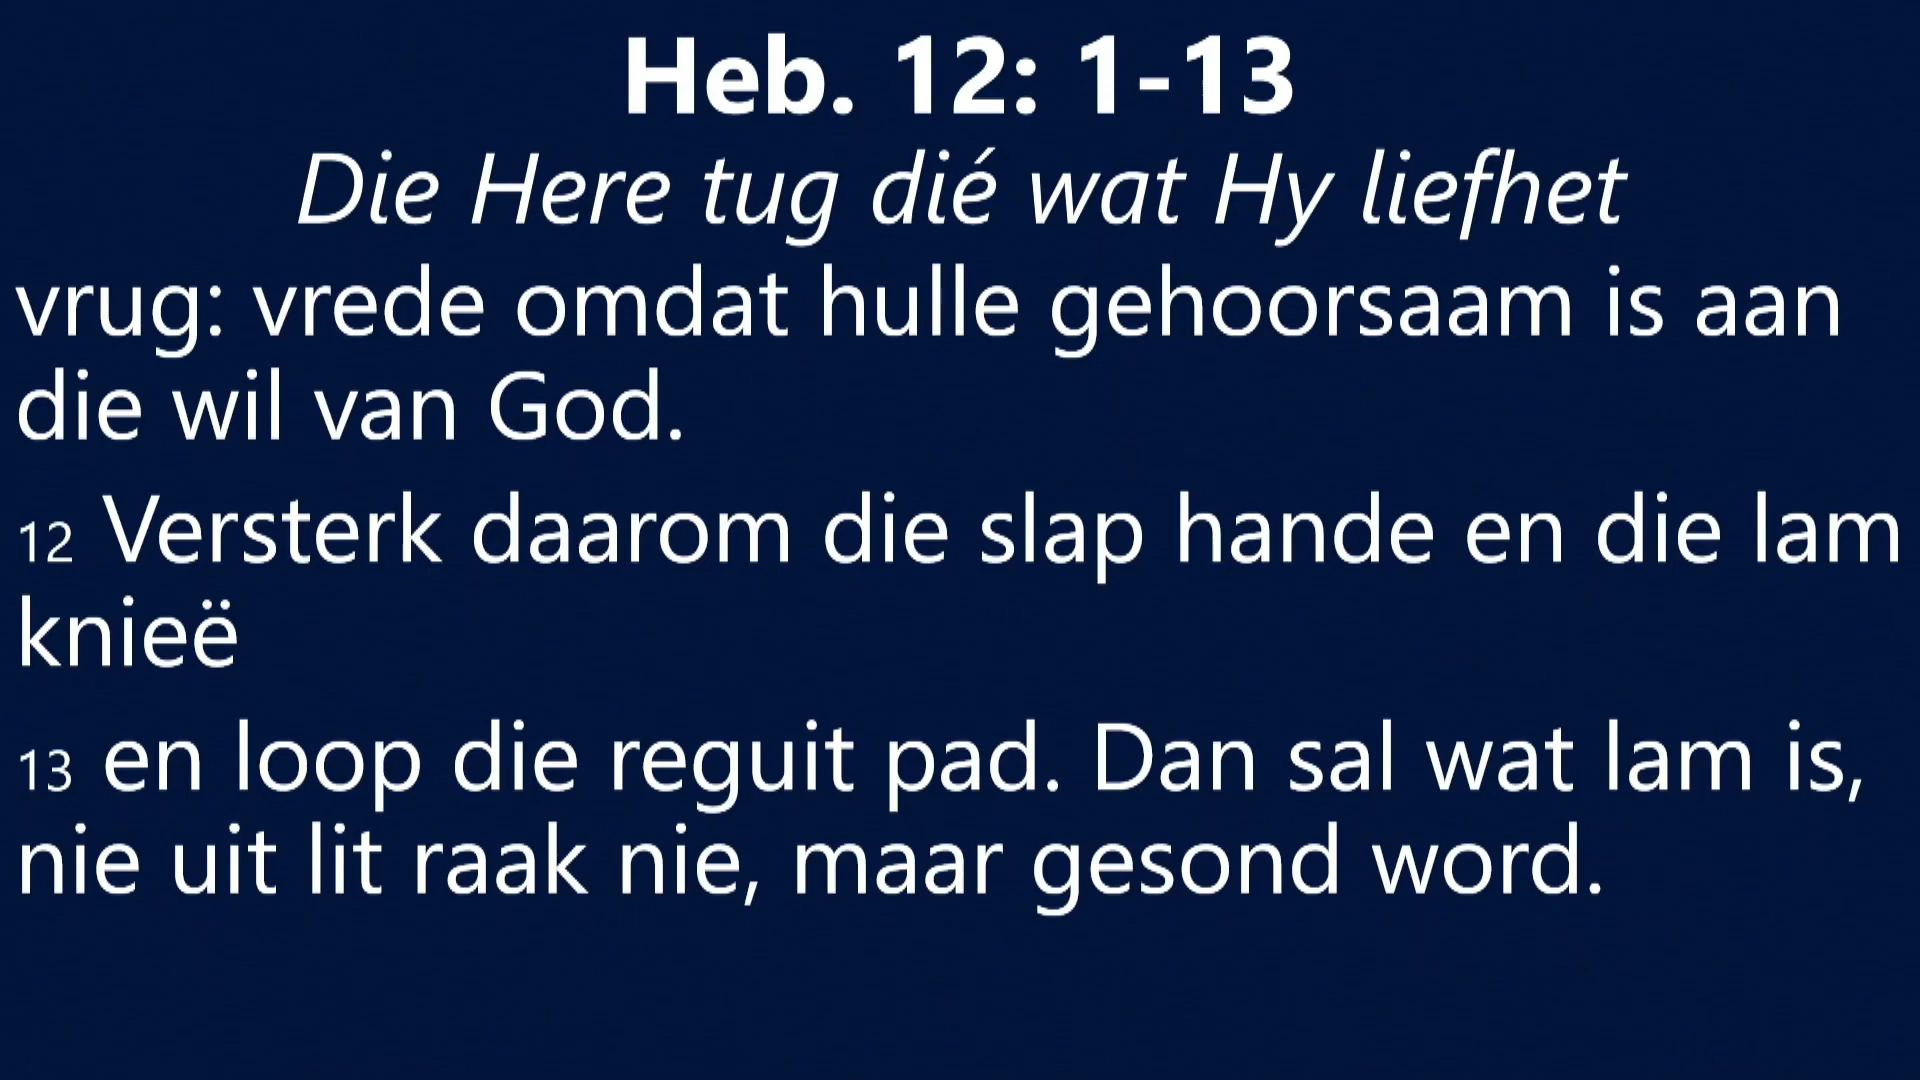 Heb. 12: 1-13
Die Here tug dié wat Hy liefhet
vrug: vrede omdat hulle gehoorsaam is aan
die wil van God.
12 Versterk daarom die slap hande en die lam
knieë
13 en loop die reguit pad. Dan sal wat lam is,
nie uit lit raak nie, maar gesond word.